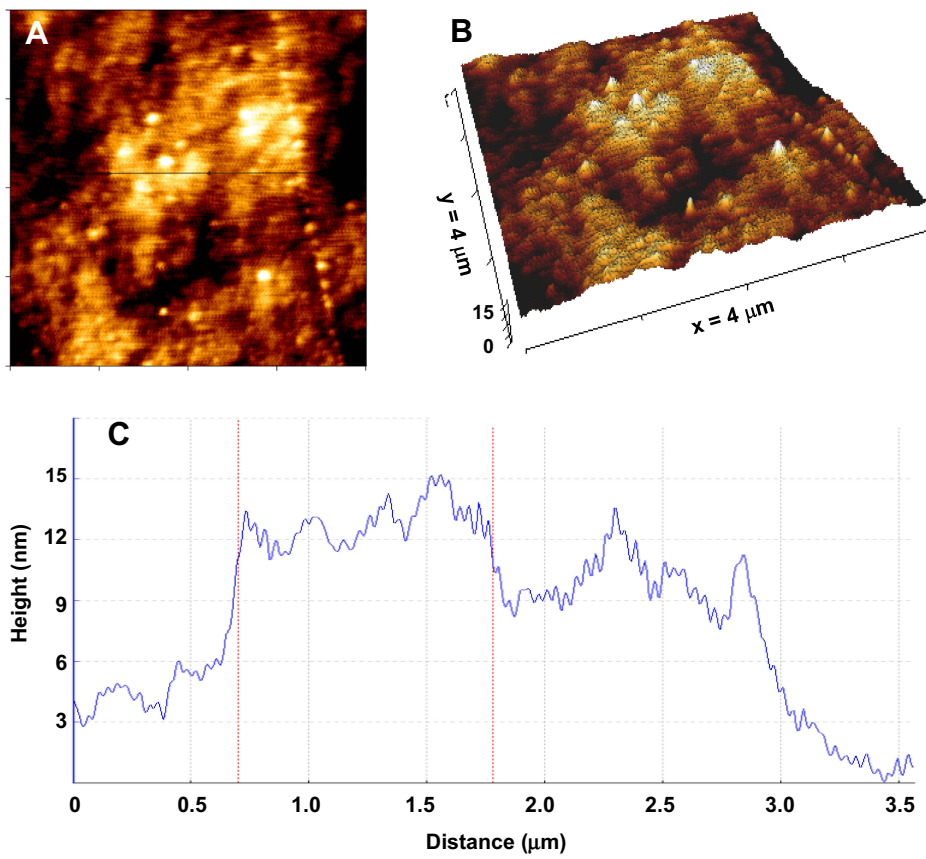 A
B
y = 4 μm
15
0
x = 4 μm
C
Height (nm)
15
12
9
6
3
0
0.5
1.0
1.5
2.0
2.5
3.0
3.5
Distance (μm)